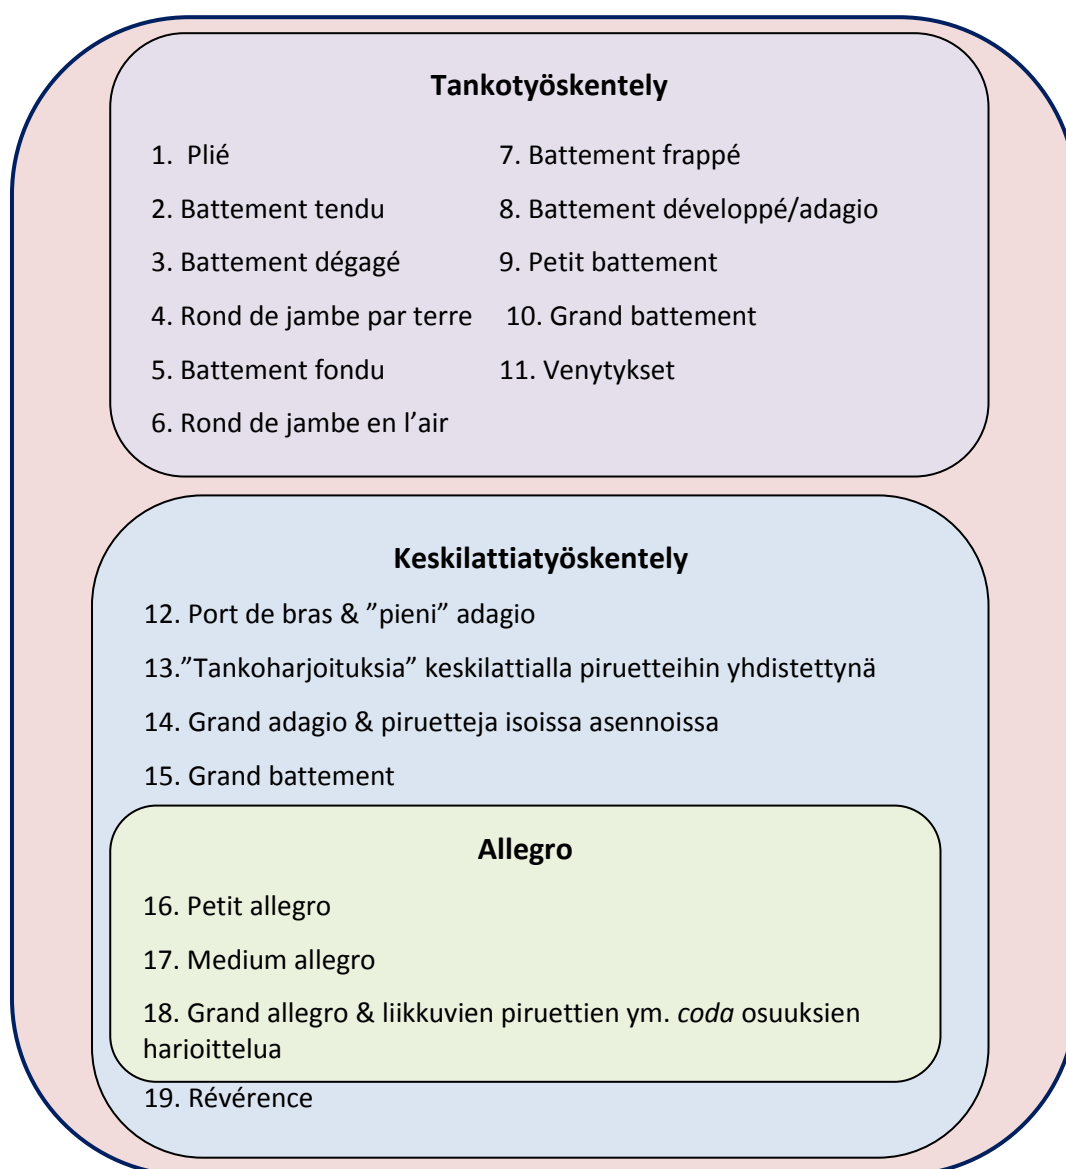 Tankotyöskentely
1. Plié
2. Battement tendu
3. Battement dégagé
4. Rond de jambe par terre
5. Battement fondu
6. Rond de jambe en l’air
7. Battement frappé
8. Battement développé/adagio
9. Petit battement
10. Grand battement
11. Venytykset
Keskilattiatyöskentely
12. Port de bras & ”pieni” adagio
13.”Tankoharjoituksia” keskilattialla piruetteihin yhdistettynä
14. Grand adagio & piruetteja isoissa asennoissa
15. Grand battement
Allegro
16. Petit allegro
17. Medium allegro
18. Grand allegro & liikkuvien piruettien ym. coda osuuksien
harjoittelua
19. Révérence